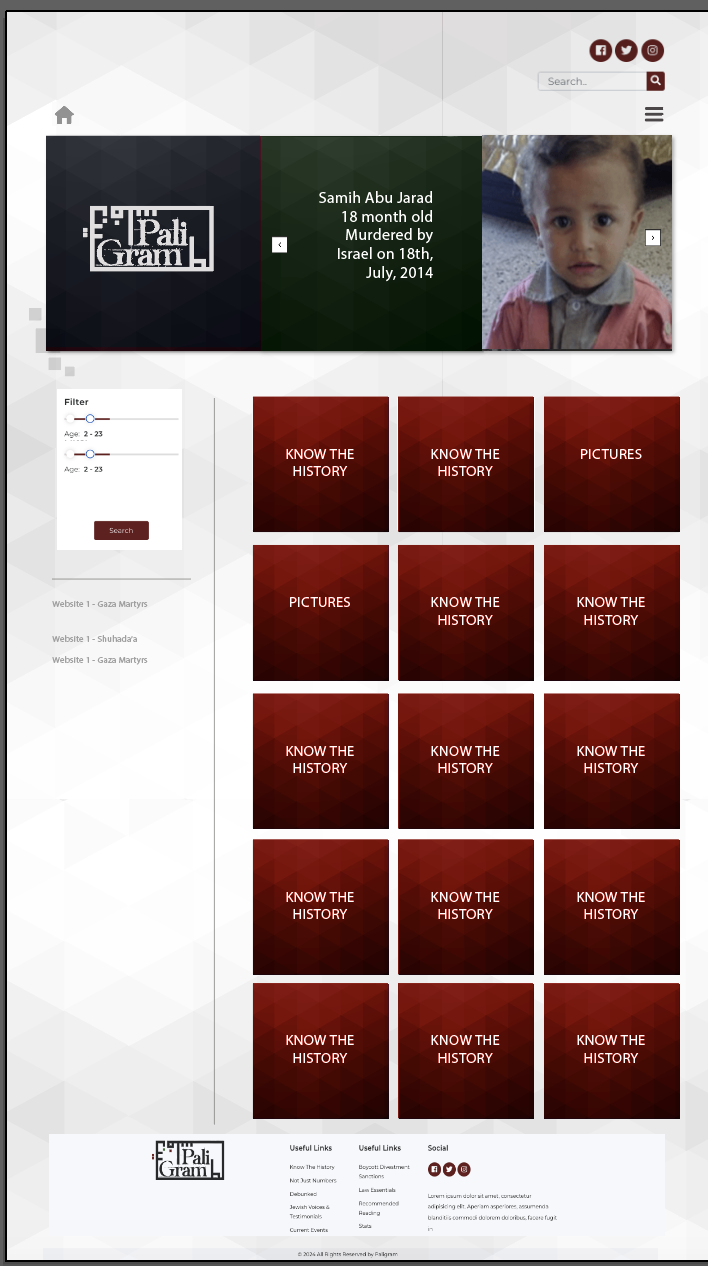 Search..
Pali
Gram
Samih Abu Jarad
18 month old
Murdered by
Israel on 18th,
July, 2014
Filter
Age: 2 - 23
Age: 2 - 23
Search
Website 1 - Gaza Martyrs
Website 1 - Shuhada'a
Website 1 - Gaza Martyrs
KNOW THE
HISTORY
KNOW THE
HISTORY
PICTURES
PICTURES
KNOW THE
HISTORY
KNOW THE
HISTORY
KNOW THE
HISTORY
KNOW THE
HISTORY
KNOW THE
HISTORY
KNOW THE
HISTORY
KNOW THE
HISTORY
KNOW THE
HISTORY
KNOW THE
HISTORY
KNOW THE
HISTORY
KNOW THE
HISTORY
Pali
Gram
Useful Links
Know The History
Not Just Numbers
Debunked
Jewish Voices &
Testimonials
Current Events
Useful Links
Boycott Divestment
Sanctions
Law Essentials
Recommended
Reading
Stats
Social
Lorem ipsum dolor sit amet, consectetur
adipisicing elit. Aperiam asperiores, assumenda
blanditiis commodi dolorem doloribus, facere fugit
in
© 2024 All Rights Reserved by Paligram